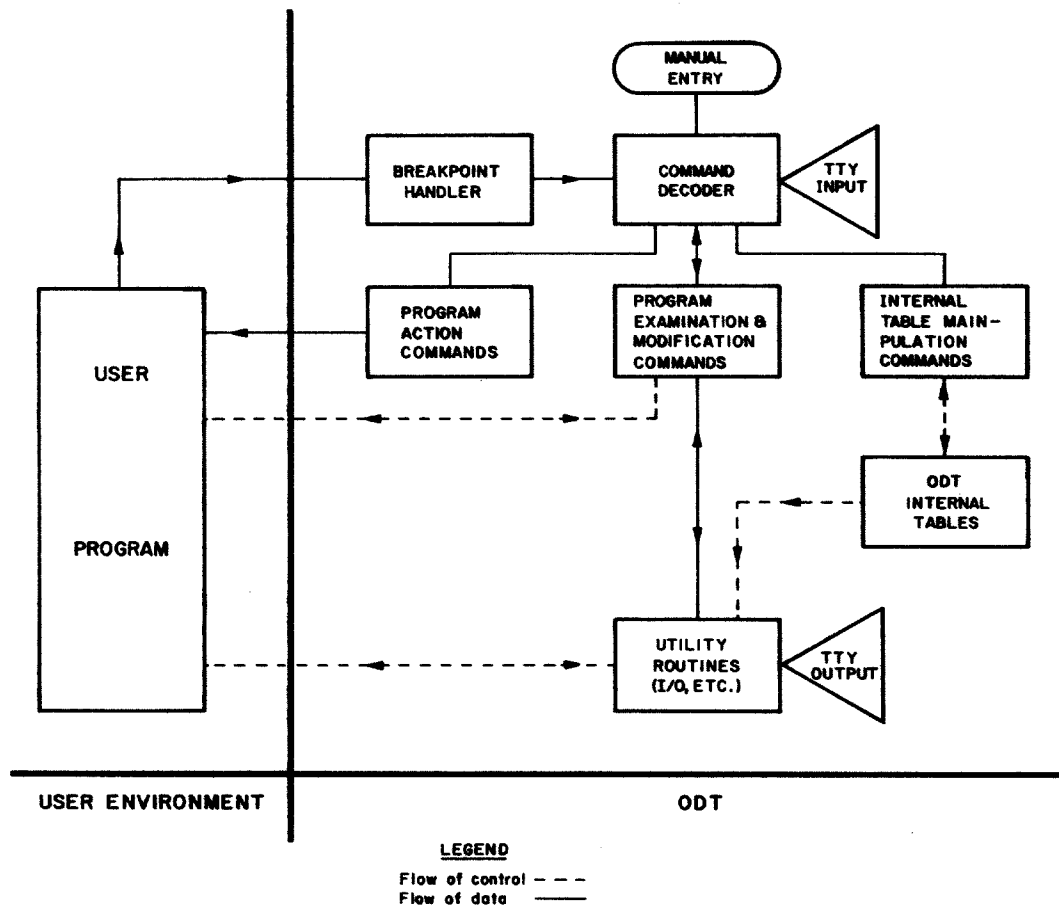 MANUAL
ENTRY
BREAKPOINT
HANDLER
COMMAND
DECODER
TTY
INPUT
PROGRAM
ACTION
COMMANDS
PROGRAM
EXAMINATION &
MODIFICATION
COMMANDS
INTERNAL
TABLE MAIN-
PULATION
COMMANDS
USER
PROGRAM
ODT
INTERNAL
TABLES
UTILITY
ROUTINES
(I/O, ETC.)
TTY
OUTPUT
USER ENVIRONMENT
ODT
LEGEND
Flow of control
Flow of data